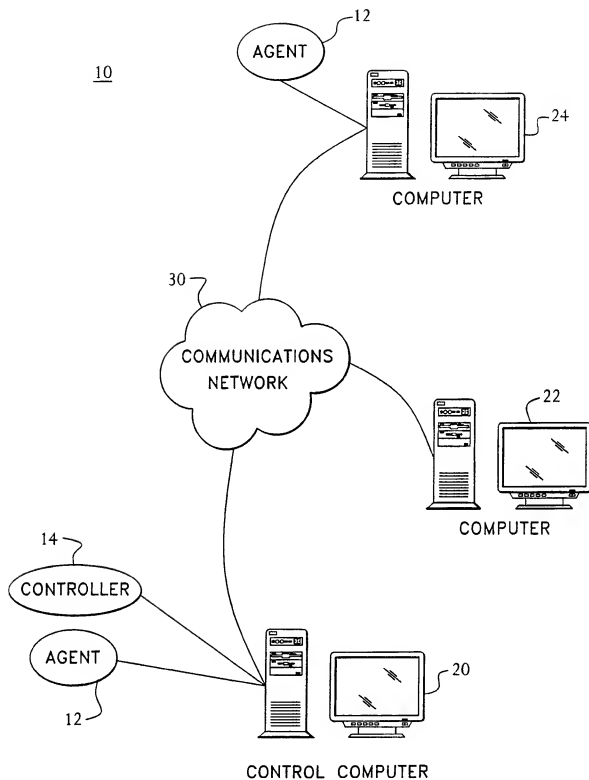 12
AGENT
10
24
COMPUTER
30
COMMUNICATIONS
NETWORK
22
COMPUTER
14
CONTROLLER
AGENT
12
20
CONTROL COMPUTER